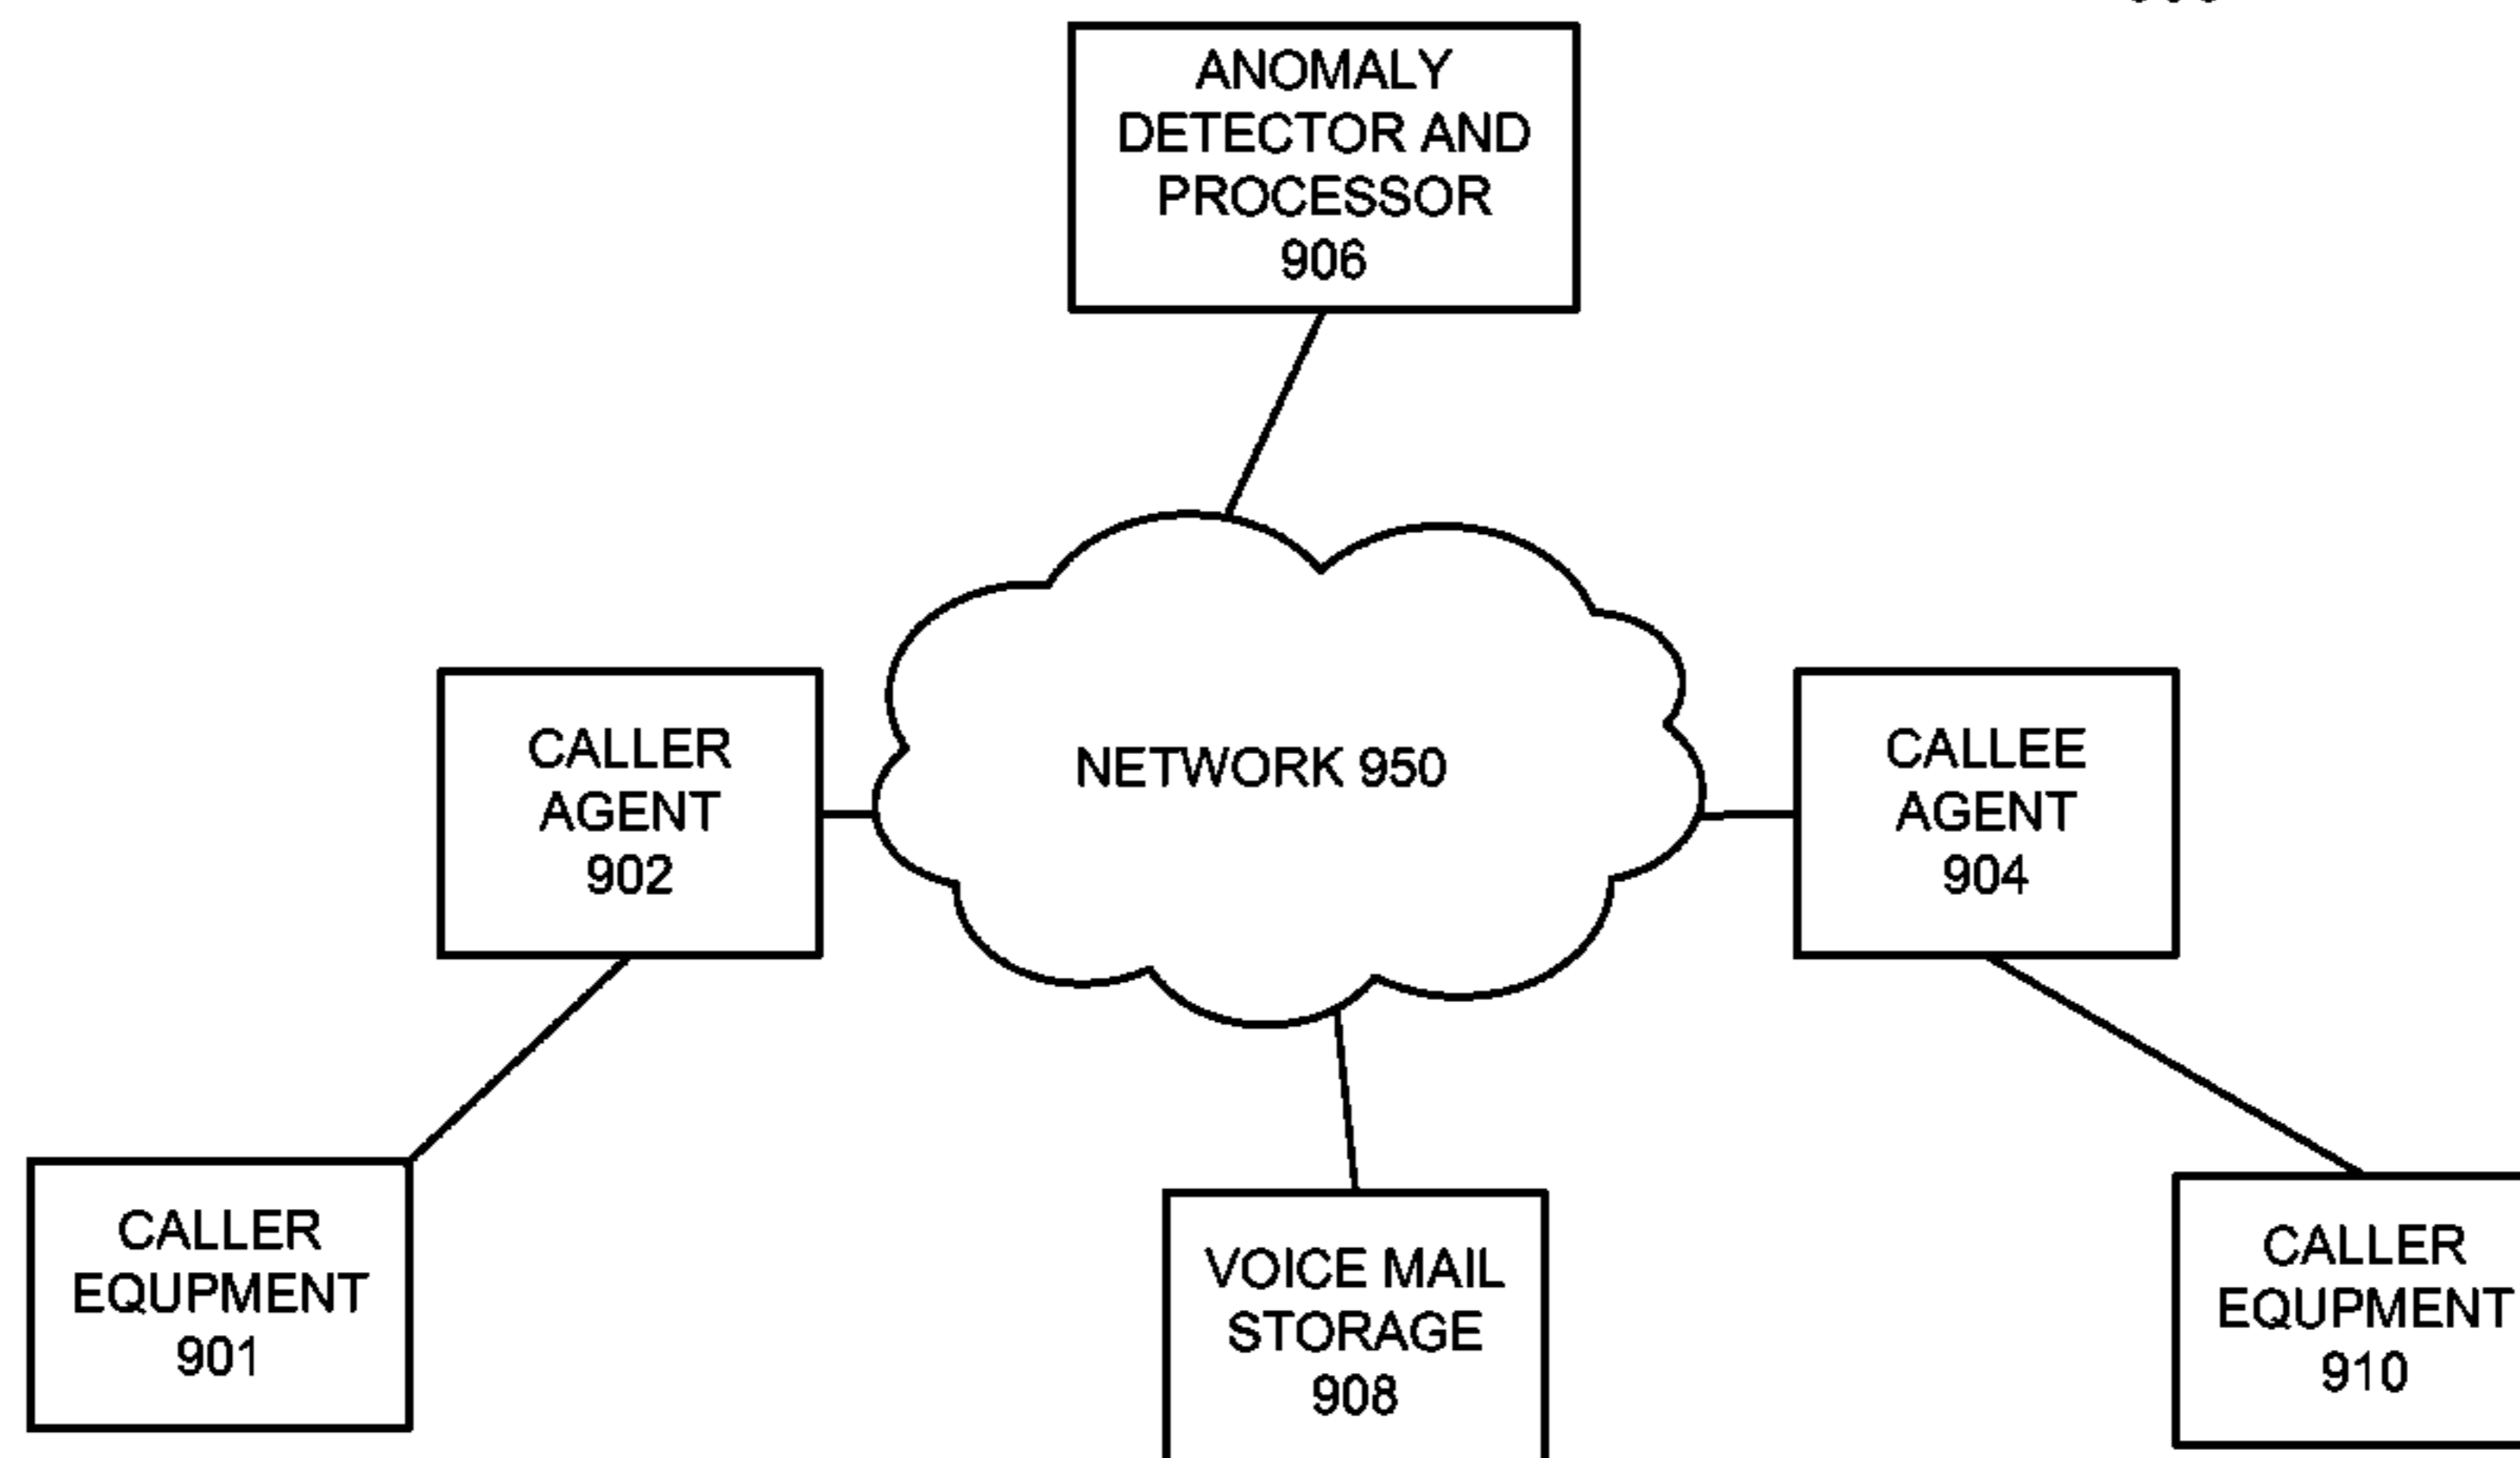 ANOMALY
DETECTOR AND
PROCESSOR
906
CALLER
AGENT
902
NETWORK 950
CALLEE
AGENT
904
CALLER
EQUPMENT
901
VOICE MAIL
STORAGE
908
CALLER
EQUPMENT
910